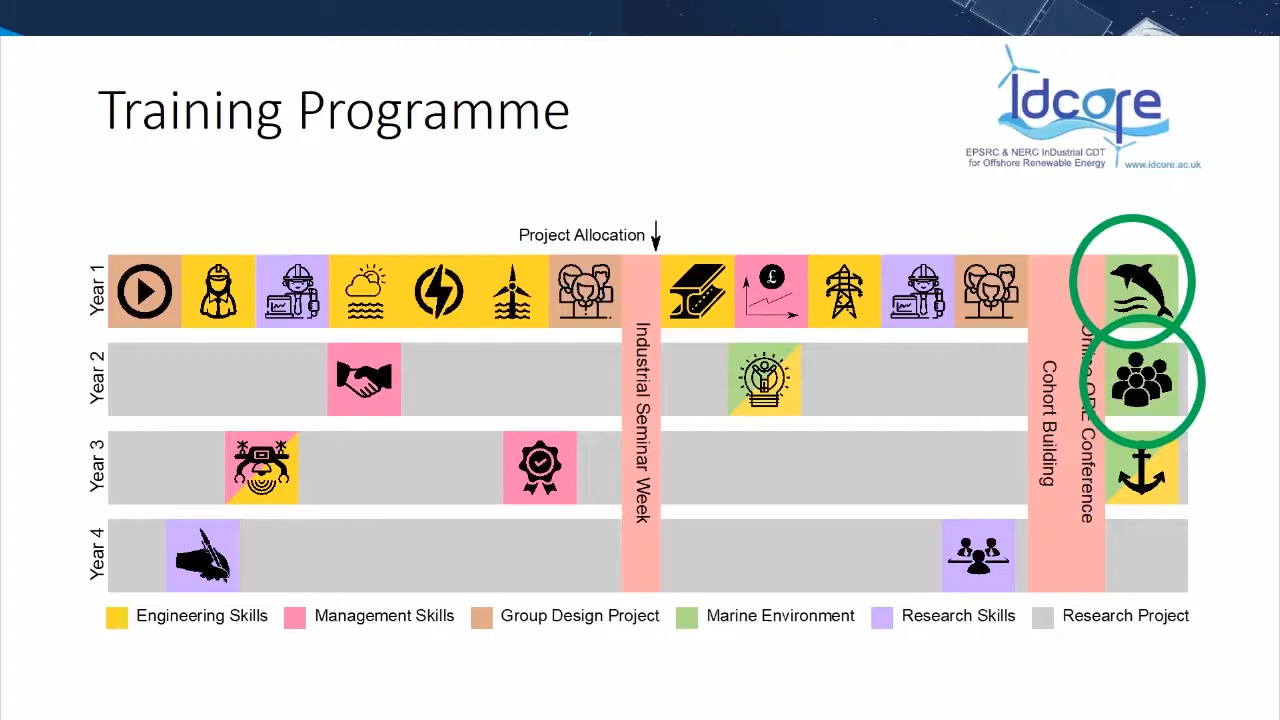 Training Programme
Idcore
EPSRC & NERC InDustrial CDT
for Offshore Renewable Energy
www.idcore.ac.uk
Project Allocation
Year 1
Year 2
Year 3
Year 4
£
Industrial Seminar Week
Cohort Building
Conference
Engineering Skills
Management Skills
Group Design Project
Marine Environment
Research Skills
Research Project